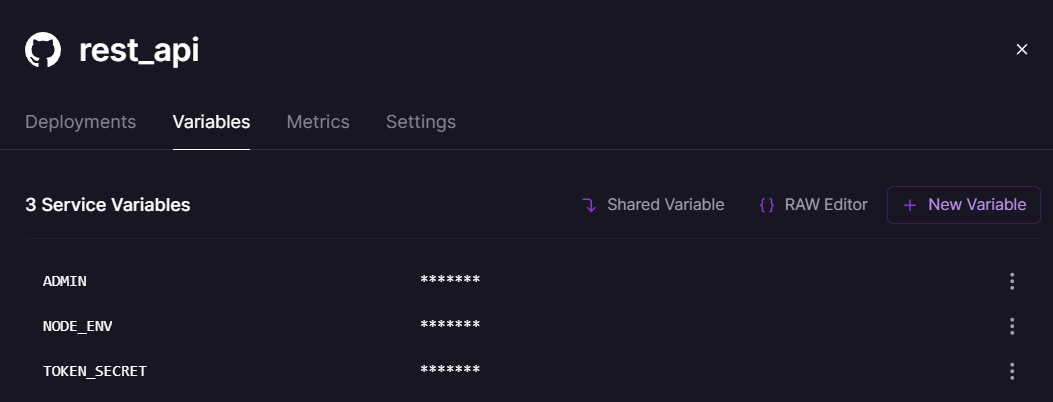 rest_api
Deployments Variables Metrics Settings
3 Service Variables Shared Variable {} RAW Editor + New Variable
ADMIN *******
NODE_ENV *******
TOKEN_SECRET *******